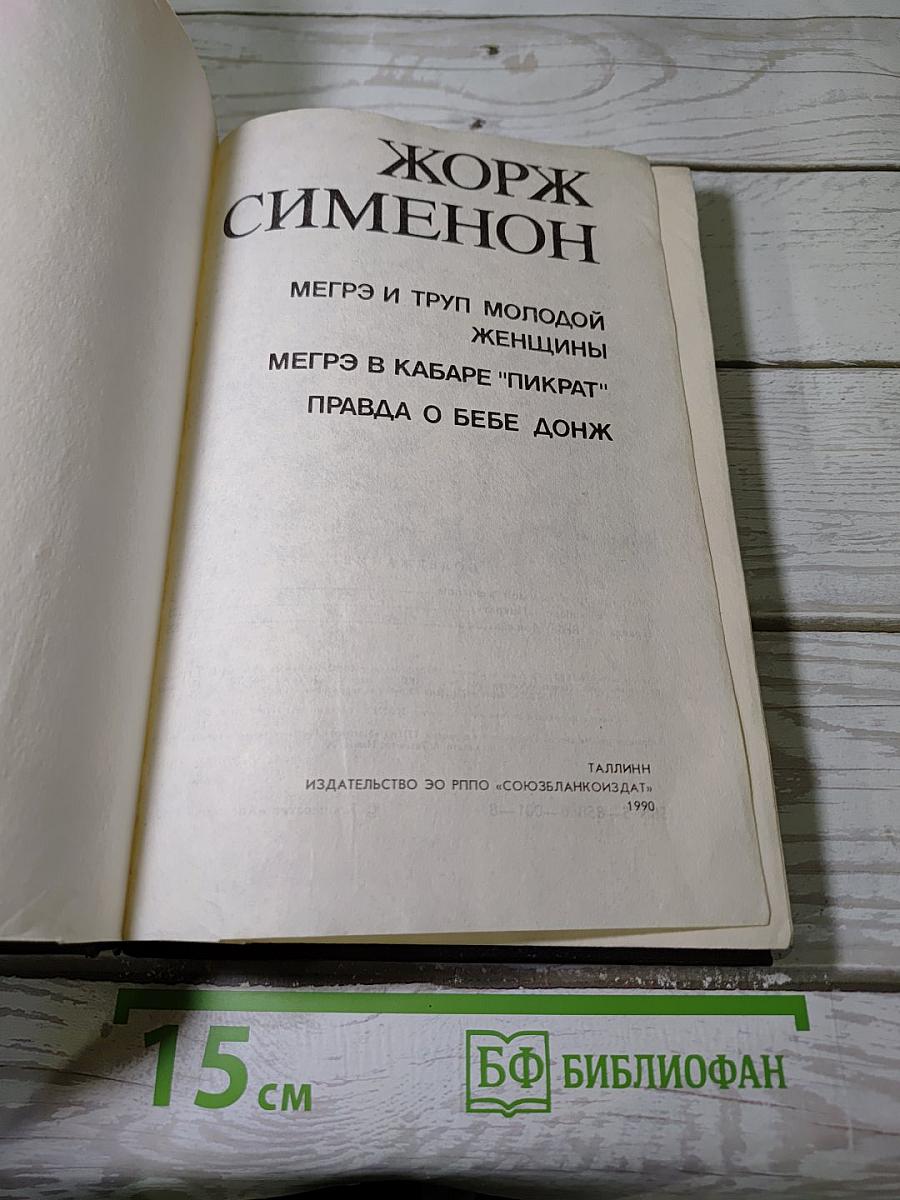 ЖОРЖ
СИМЕНОН
МЕГРЭ И ТРУП МОЛОДОЙ
ЖЕНЩИНЫ
МЕГРЭ В КАБАРЕ "ПИКРАТ"
ПРАВДА О БЕБЕ ДОНЖ
ТАЛЛИНН
ИЗДАТЕЛЬСТВО ЭО РППО «СОЮЗБЛАНКОИЗДАТ»
1990
15 см
БФ БИБЛИОФАН